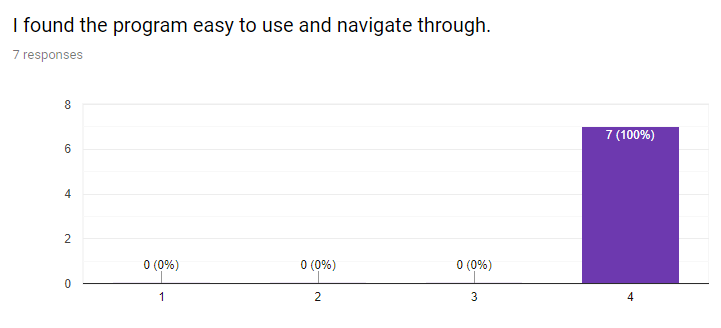 I found the program easy to use and navigate through.
7 responses
8
7 (100%)
6
4
2
0 (0%) 0 (0%) 0 (0%)
0
1 2 3 4